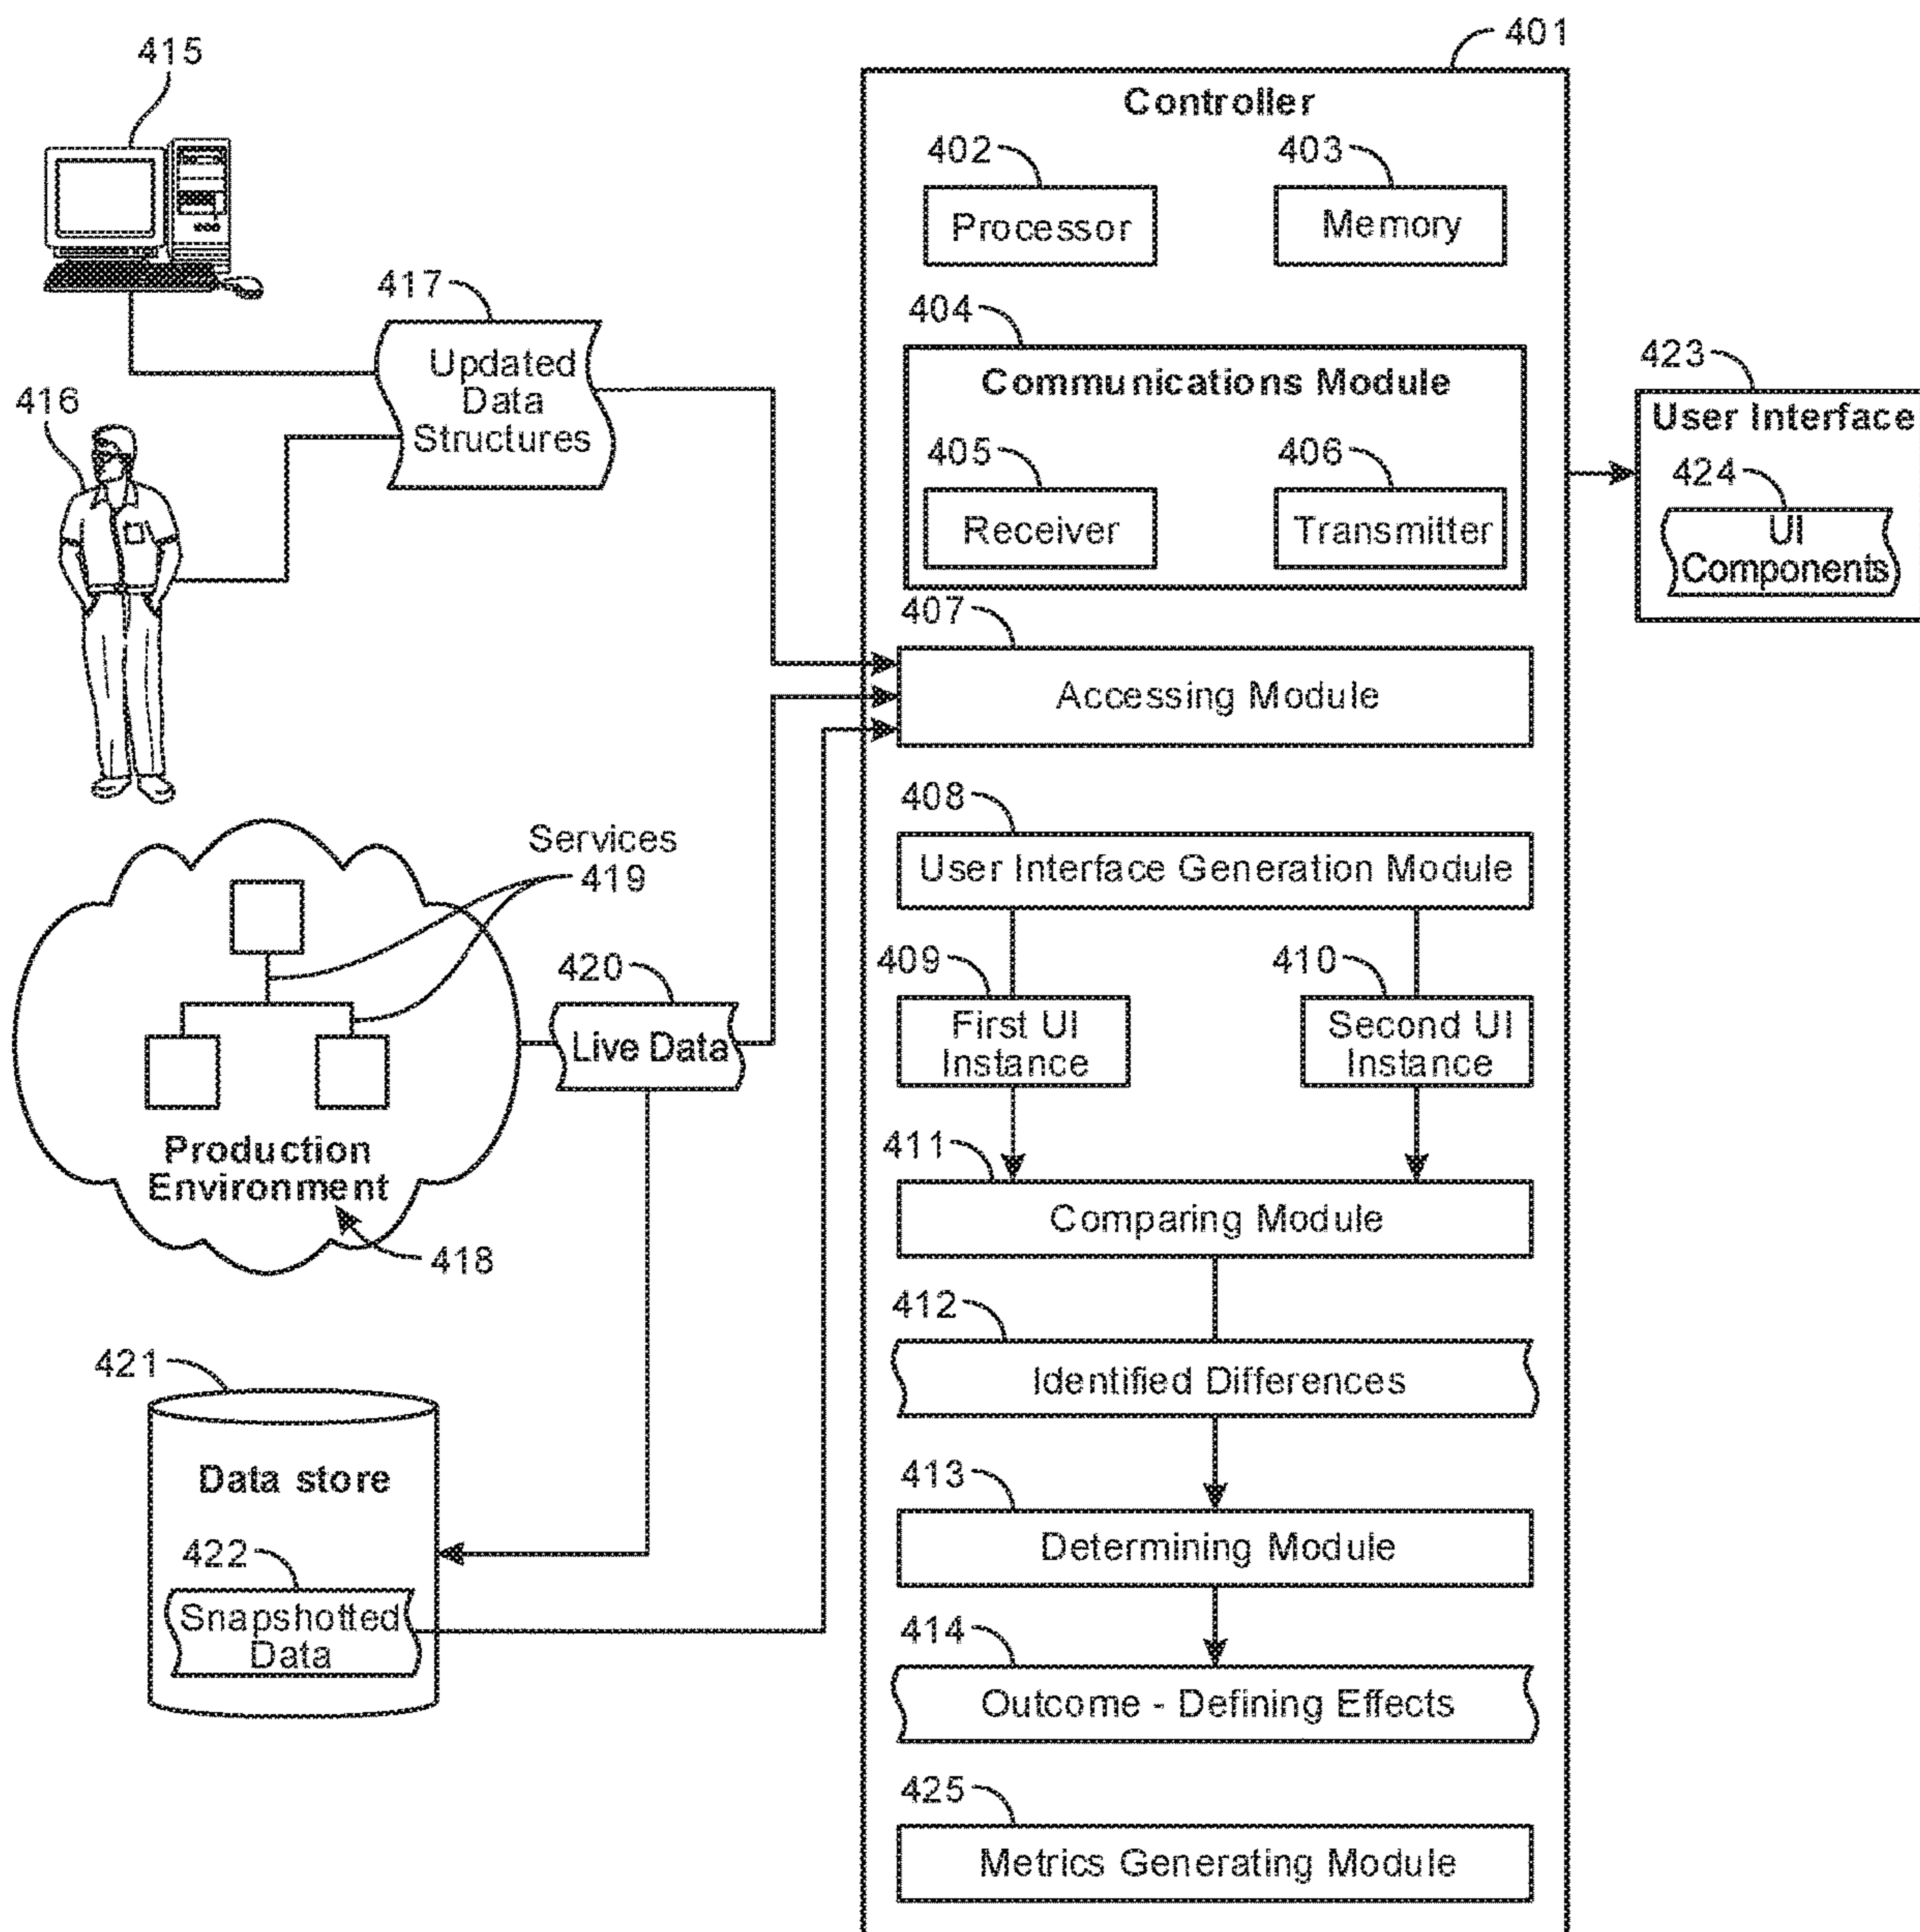 415
417
Updated
Data
Structures
416
Services
419
420
Live Data
Production
Environment
418
421
Data store
422
Snapshotted
Data
401
Controller
402
Processor
403
Memory
404
Communications Module
405
Receiver
406
Transmitter
407
Accessing Module
408
User Interface Generation Module
409
First UI
Instance
410
Second UI
Instance
411
Comparing Module
412
Identified Differences
413
Determining Module
414
Outcome - Defining Effects
425
Metrics Generating Module
423
User Interface
424
UI
Components